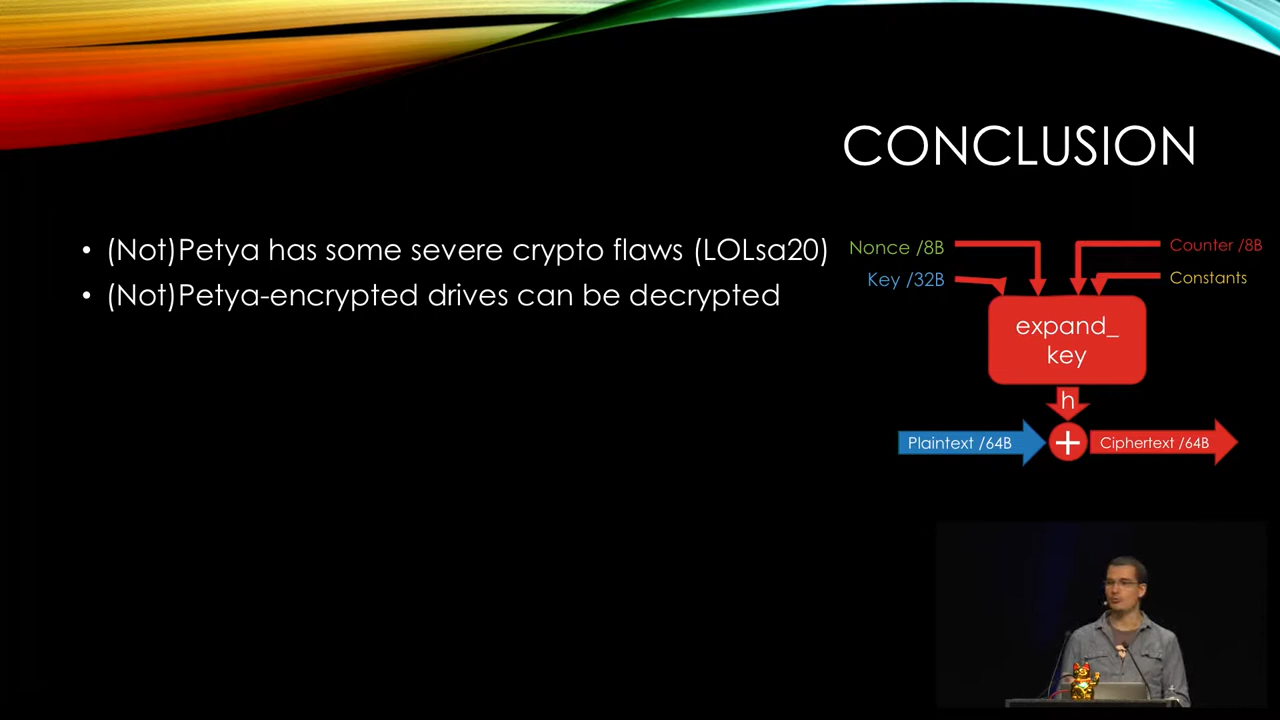 CONCLUSION
• (Not)Petya has some severe crypto flaws (LOLsa20)
• (Not)Petya-encrypted drives can be decrypted
Nonce /8B
Counter /8B
Key /32B
Constants
expand_
key
h
+
Plaintext /64B
Ciphertext /64B